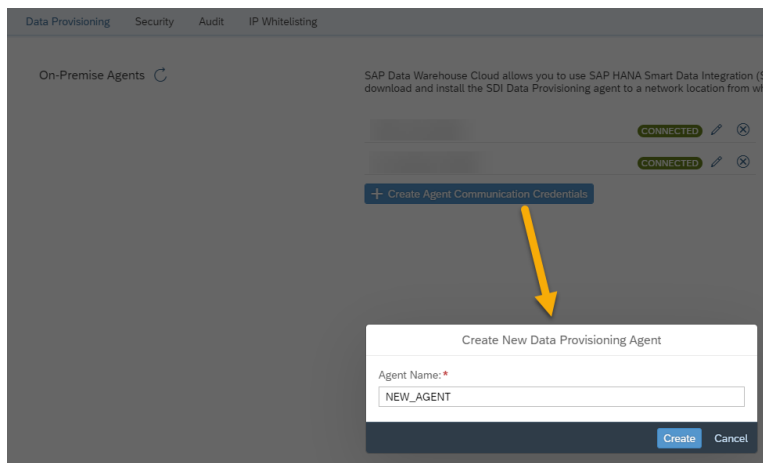 Data Provisioning Security Audit IP Whitelisting
On-Premise Agents
SAP Data Warehouse Cloud allows you to use SAP HANA Smart Data Integration (
download and install the SDI Data Provisioning agent to a network location from
CONNECTED
CONNECTED
+ Create Agent Communication Credentials
Create New Data Provisioning Agent
Agent Name: *
NEW_AGENT
Create Cancel